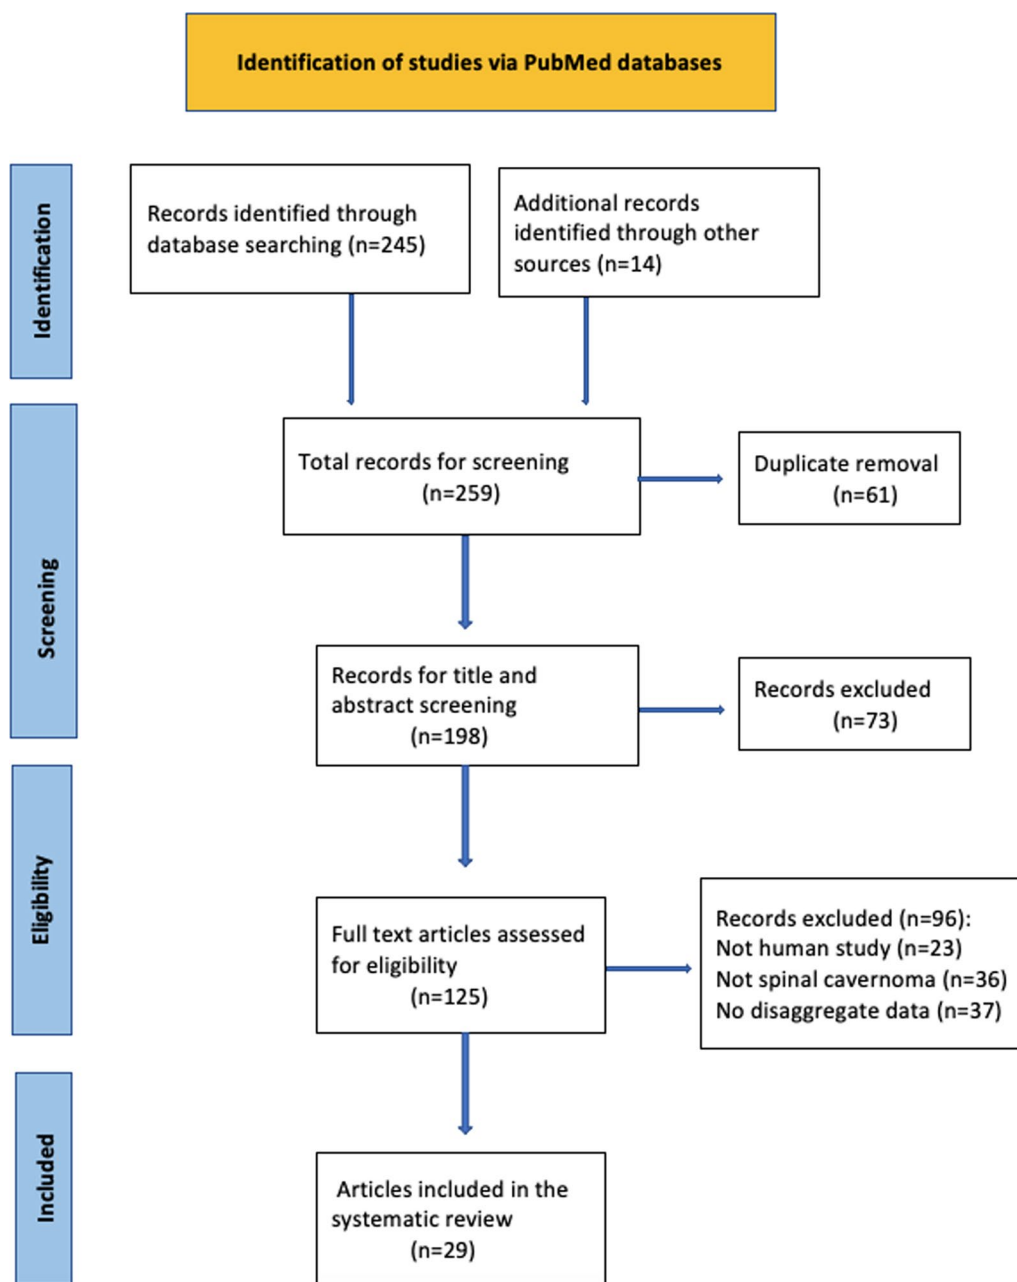 Identification of studies via PubMed databases
Identification
Records identified through
database searching (n=245)
Additional records
identified through other
sources (n=14)
Screening
Total records for screening
(n=259)
Duplicate removal
(n=61)
Records for title and
abstract screening
(n=198)
Records excluded
(n=73)
Eligibility
Full text articles assessed
for eligibility
(n=125)
Records excluded (n=96):
Not human study (n=23)
Not spinal cavernoma (n=36)
No disaggregate data (n=37)
Included
Articles included in the
systematic review
(n=29)